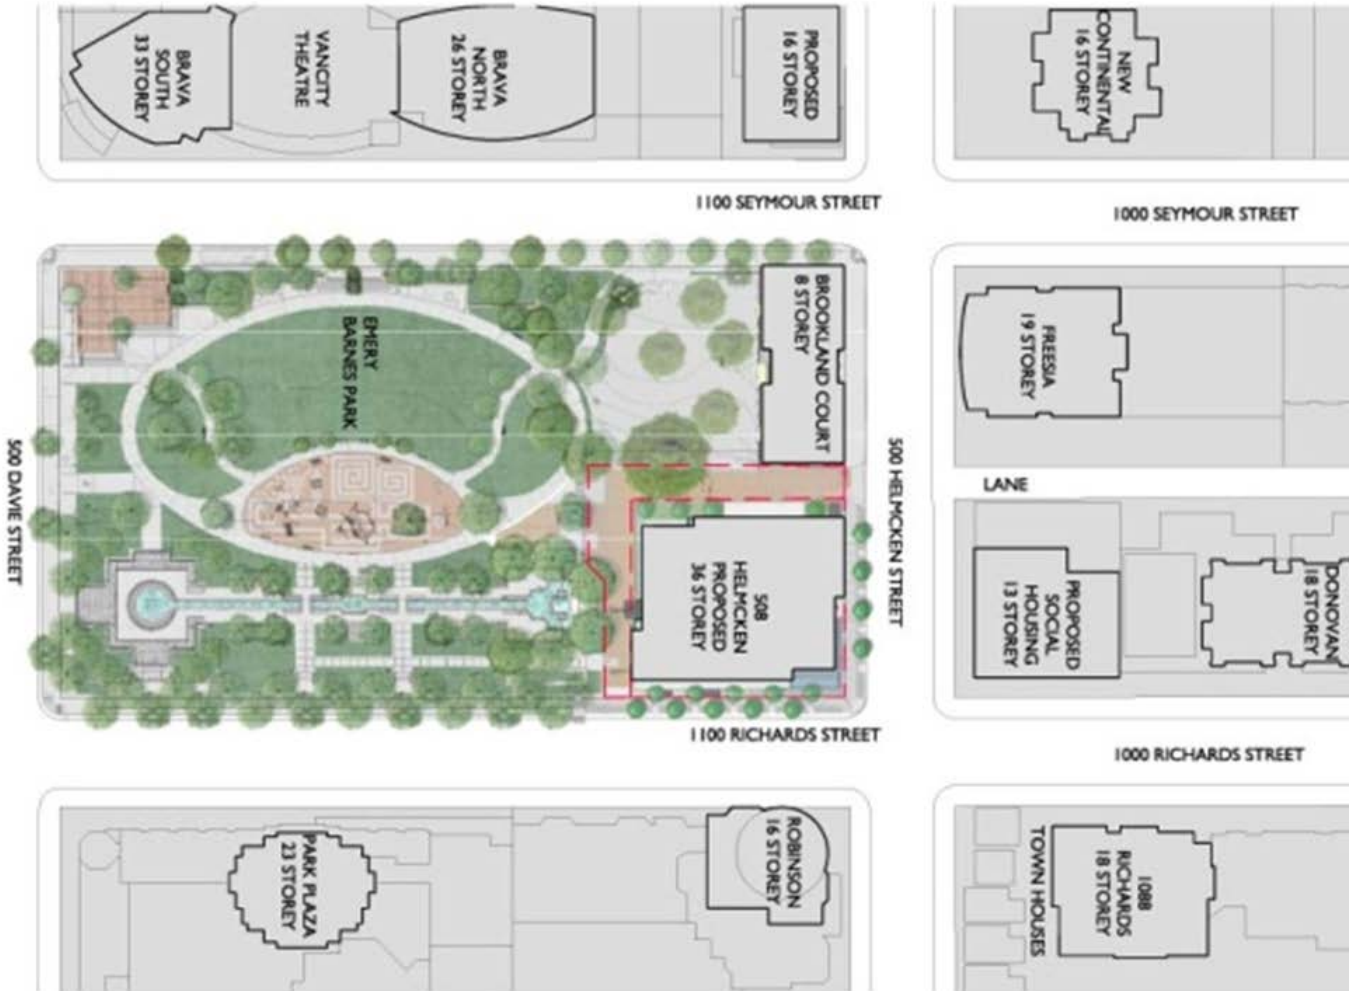 BRAVA
SOUTH
33 STOREY
VANCITY
THEATRE
BRAVA
NORTH
26 STOREY
PROPOSED
16 STOREY
NEW
CONTINENTAL
16 STOREY
1100 SEYMOUR STREET
1000 SEYMOUR STREET
EMERY
BARNES PARK
BROOKLAND COURT
8 STOREY
FREESIA
19 STOREY
500 DAVIE STREET
500 HELMCKEN STREET
LANE
508
HELMCKEN
PROPOSED
36 STOREY
PROPOSED
SOCIAL
HOUSING
13 STOREY
DONOVAN
18 STOREY
1100 RICHARDS STREET
1000 RICHARDS STREET
PARK PLAZA
23 STOREY
ROBINSON
16 STOREY
TOWN HOUSES
1088
RICHARDS
18 STOREY